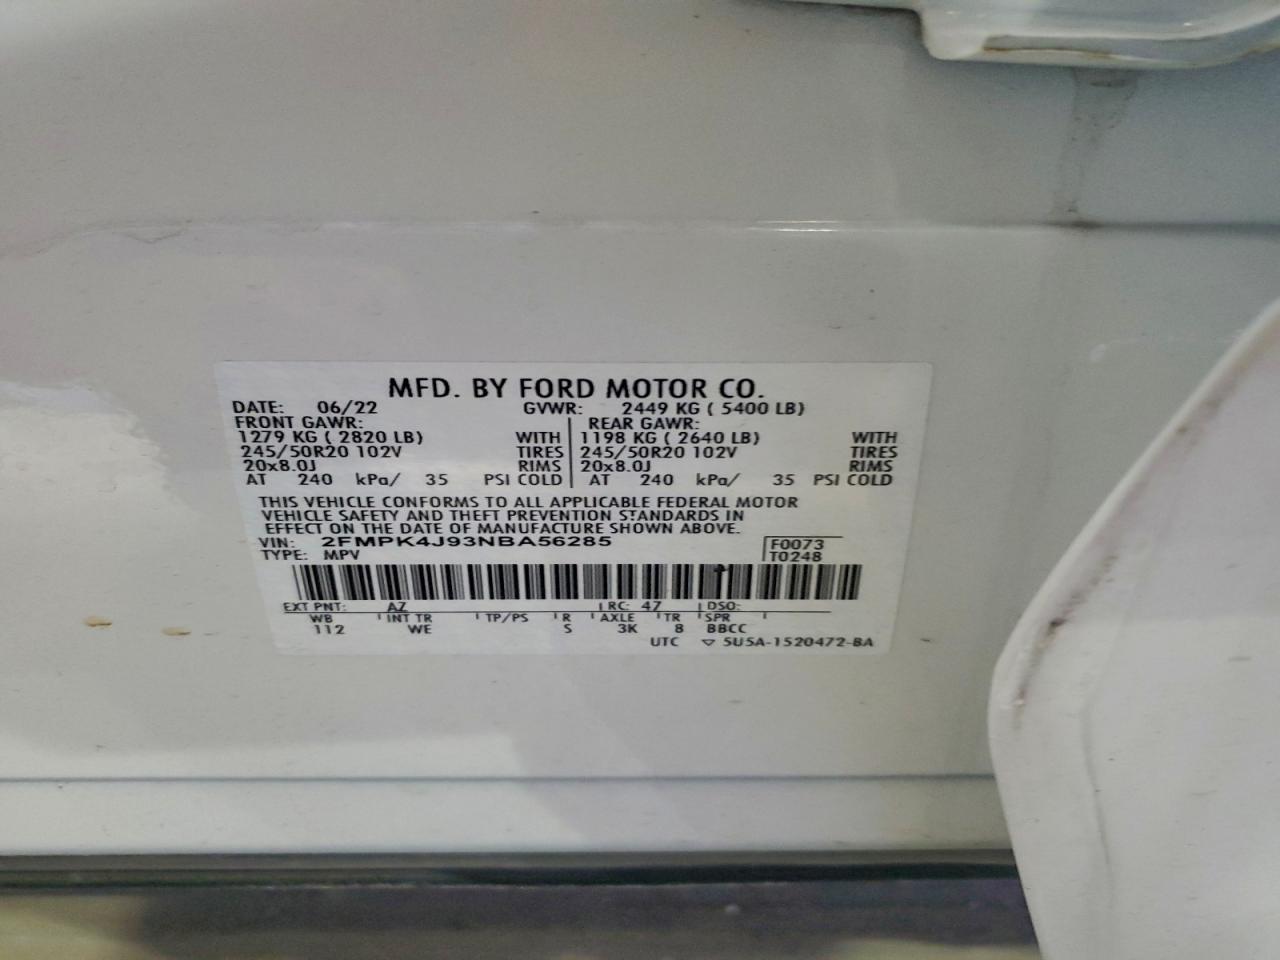 MFD. BY FORD MOTOR CO.
DATE: 06/22 GVWR: 2449 KG ( 5400 LB)
FRONT GAWR: REAR GAWR:
1279 KG ( 2820 LB) WITH 1198 KG ( 2640 LB) WITH
245/50R20 102V TIRES 245/50R20 102V TIRES
20x8.0J RIMS 20x8.0J RIMS
AT 240 kPa/ 35 PSI COLD AT 240 kPa/ 35 PSI COLD
THIS VEHICLE CONFORMS TO ALL APPLICABLE FEDERAL MOTOR
VEHICLE SAFETY AND THEFT PREVENTION STANDARDS IN
EFFECT ON THE DATE OF MANUFACTURE SHOWN ABOVE.
VIN: 2FMPK4J93NBA56285 F0073
TYPE: MPV T0248
EXT PNT: AZ RC: 47 DSO:
WB INT TR TP/PS R AXLE TR SPR
112 WE S 3K 8 BBCC
UTC ▽ 5U5A-1520472-BA